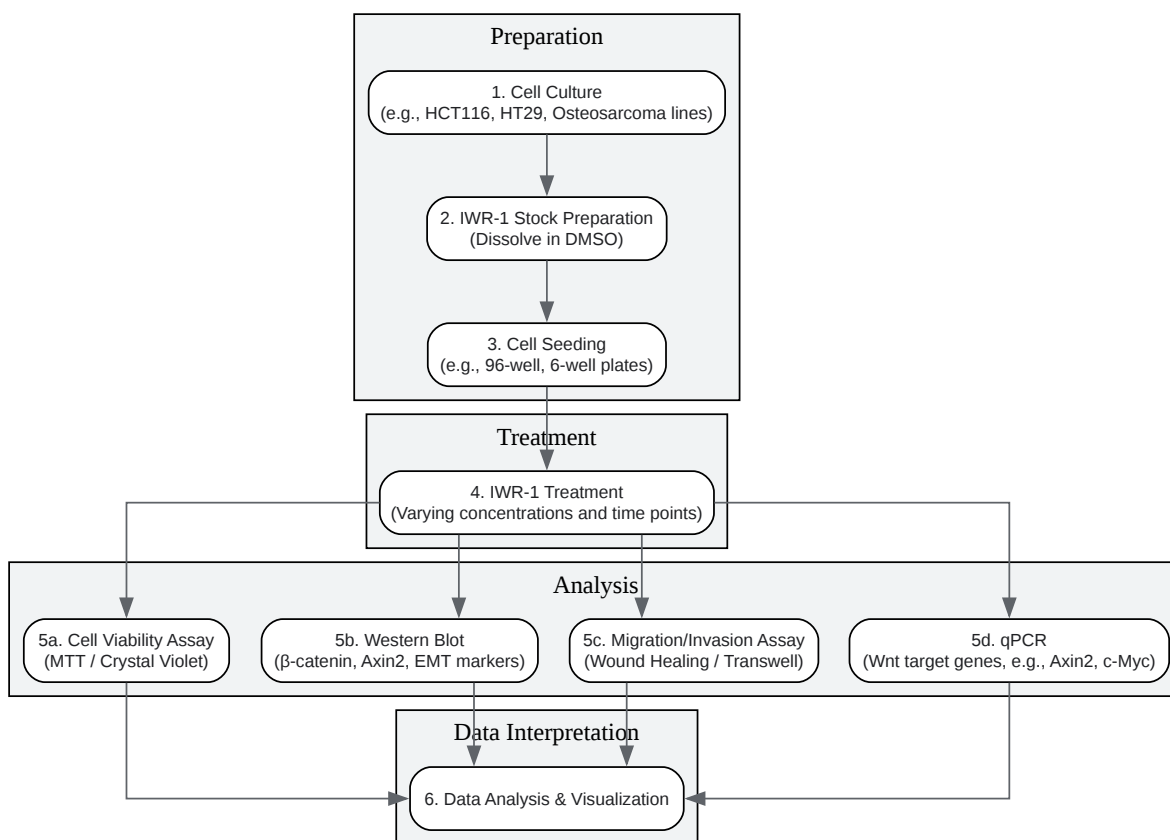 Preparation
1. Cell Culture
(e.g., HCT116, HT29, Osteosarcoma lines)
2. IWR-1 Stock Preparation
(Dissolve in DMSO)
3. Cell Seeding
(e.g., 96-well, 6-well plates)
Treatment
4. IWR-1 Treatment
(Varying concentrations and time points)
Analysis
5a. Cell Viability Assay
(MTT / Crystal Violet)
5b. Western Blot
(β-catenin, Axin2, EMT markers)
5c. Migration/Invasion Assay
(Wound Healing / Transwell)
5d. qPCR
(Wnt target genes, e.g., Axin2, c-Myc)
Data Interpretation
6. Data Analysis & Visualization